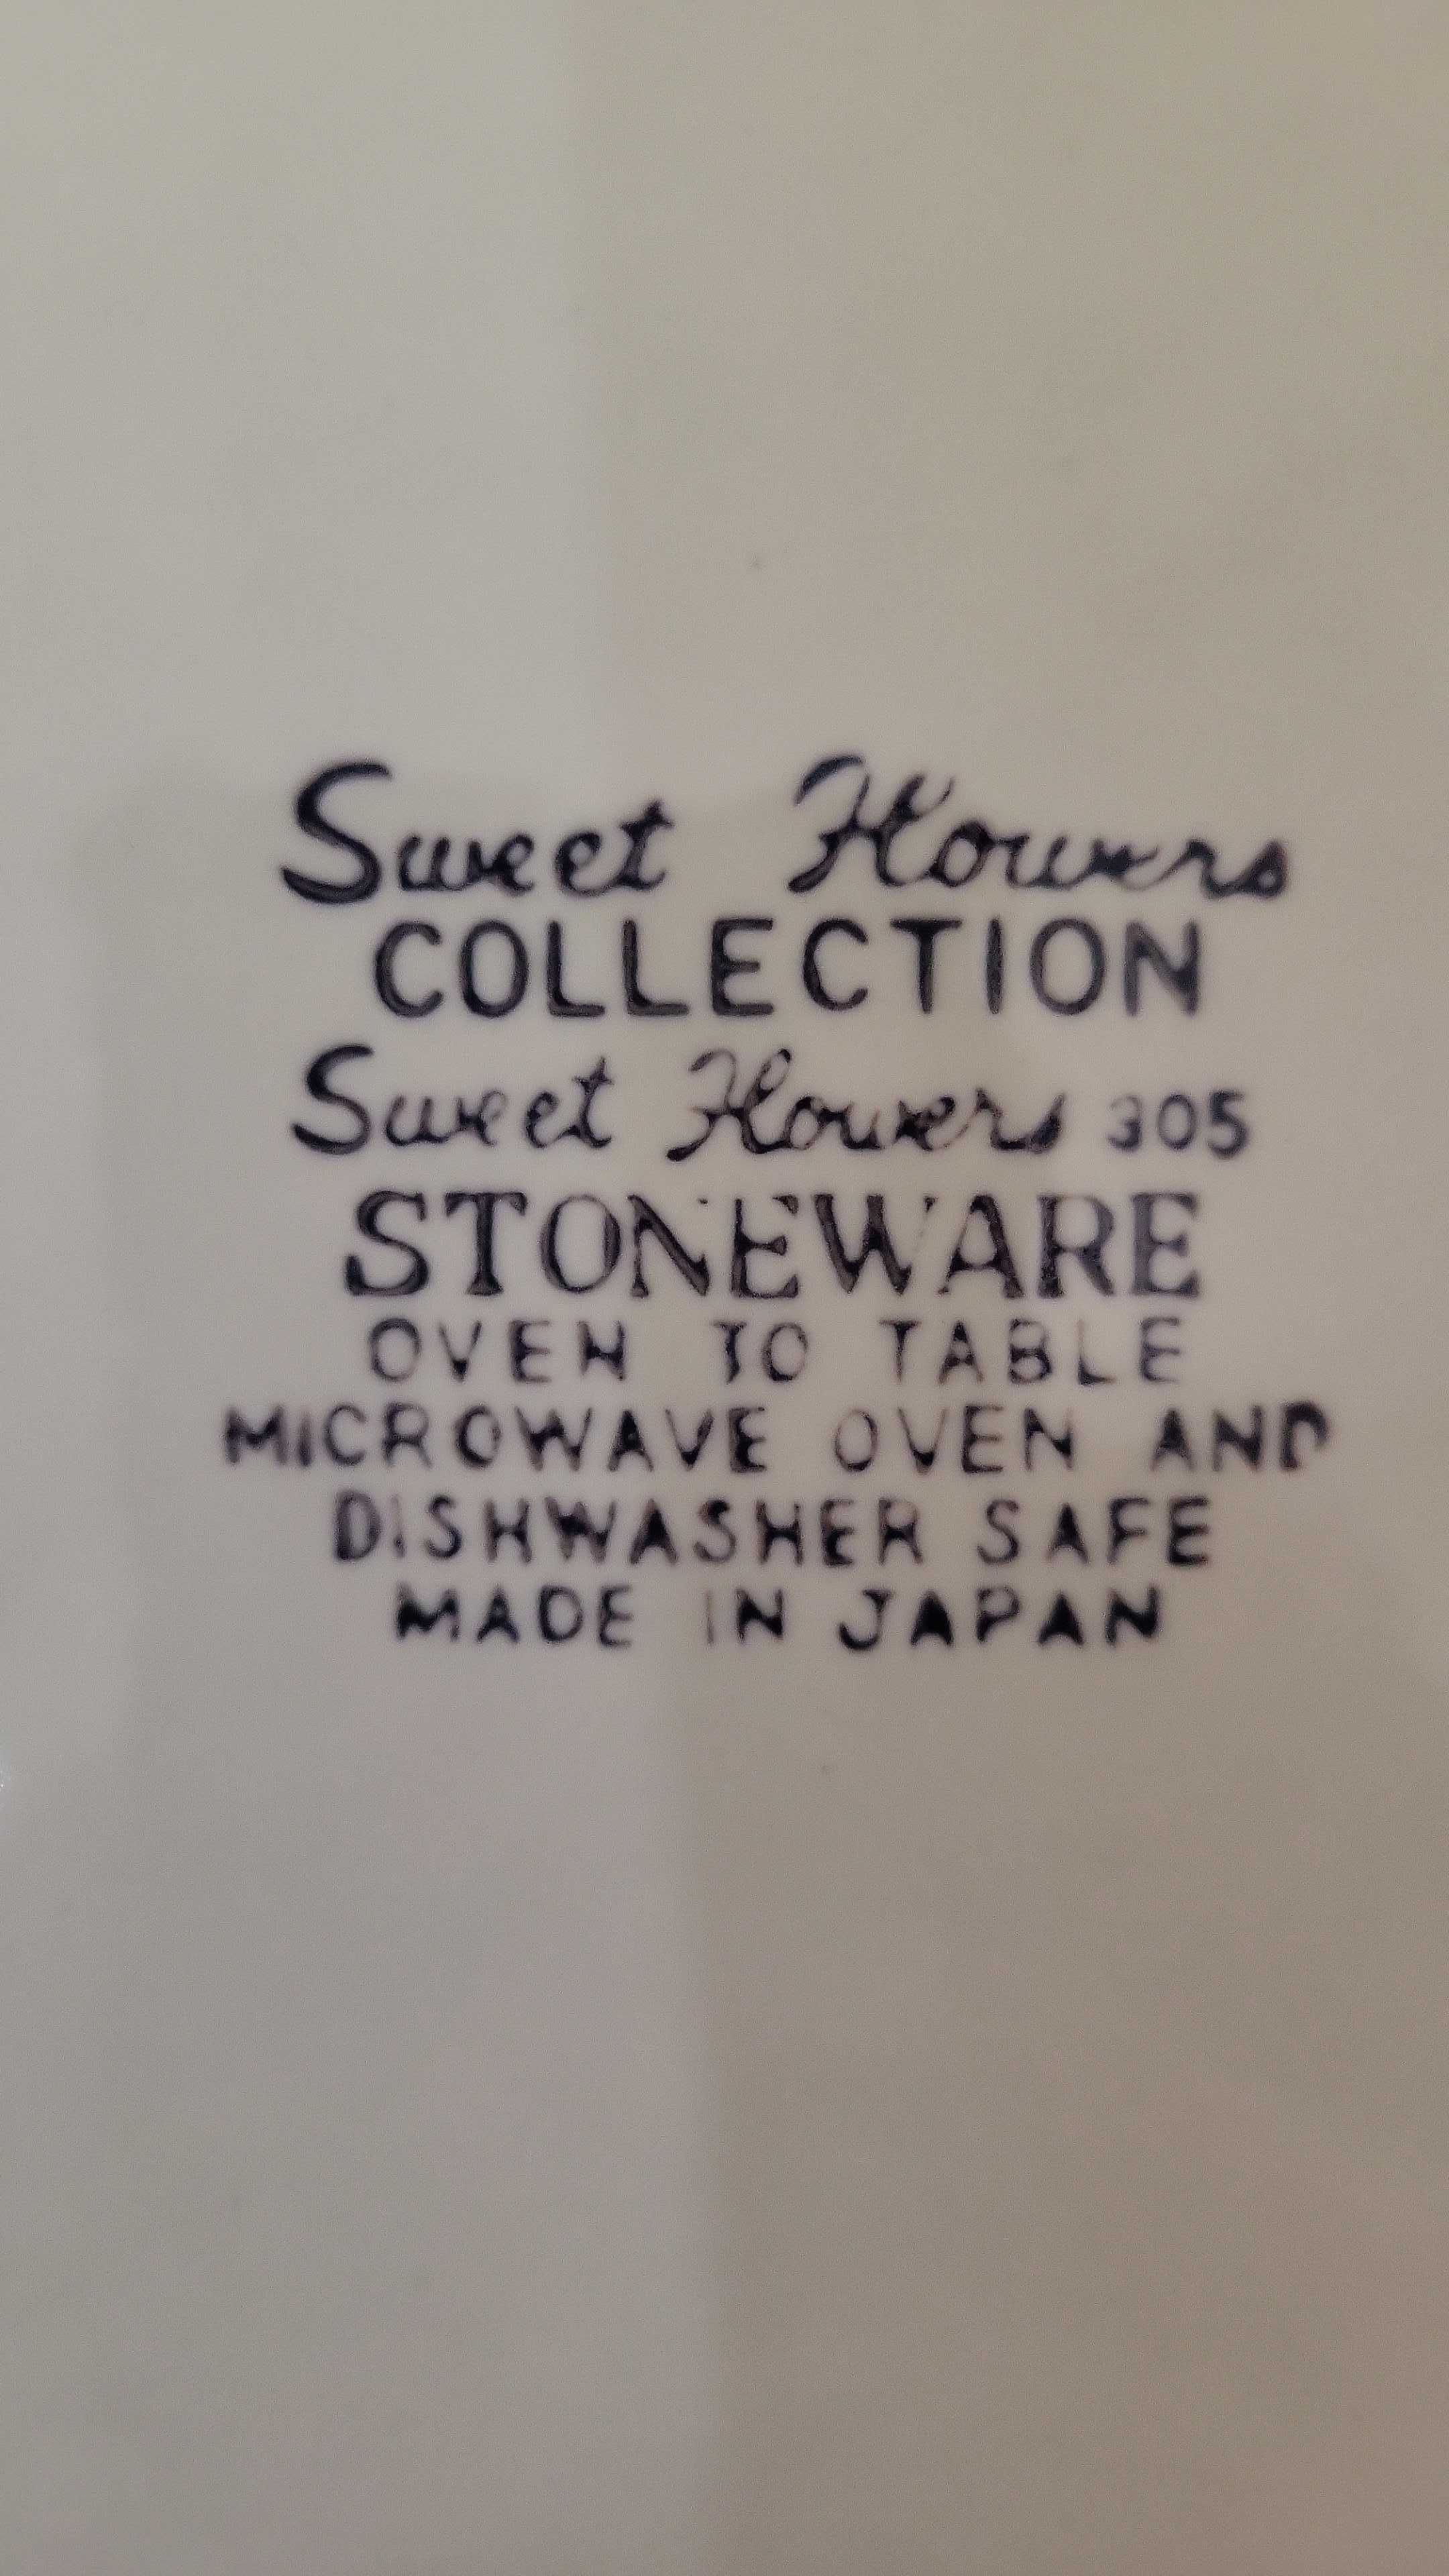 Sweet Flowers
COLLECTION
Sweet Flowers 305
STONEWARE
OVEN TO TABLE
MICROWAVE OVEN AND
DISHWASHER SAFE
MADE IN JAPAN